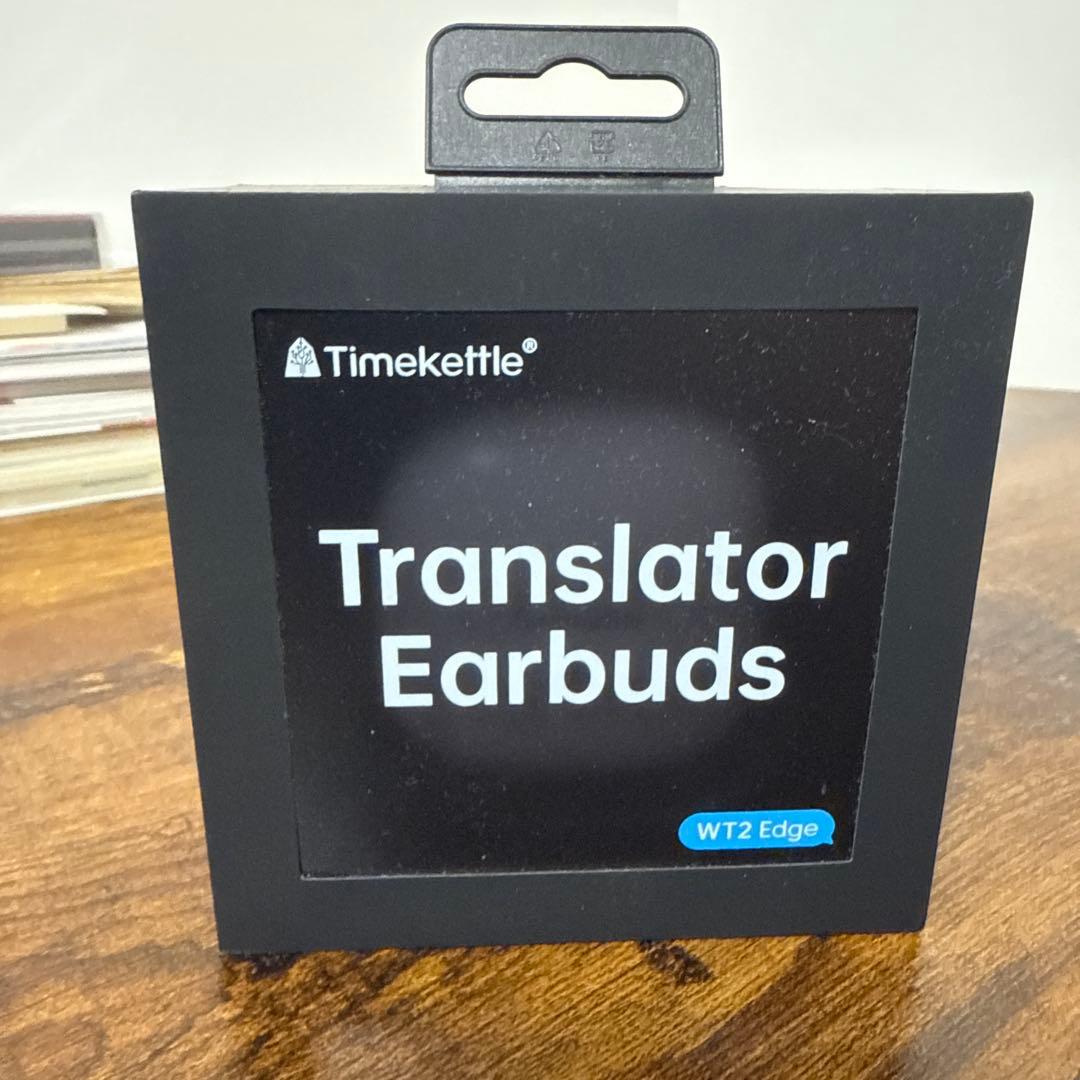 Timekettle®
Translator
Earbuds
WT2 Edge